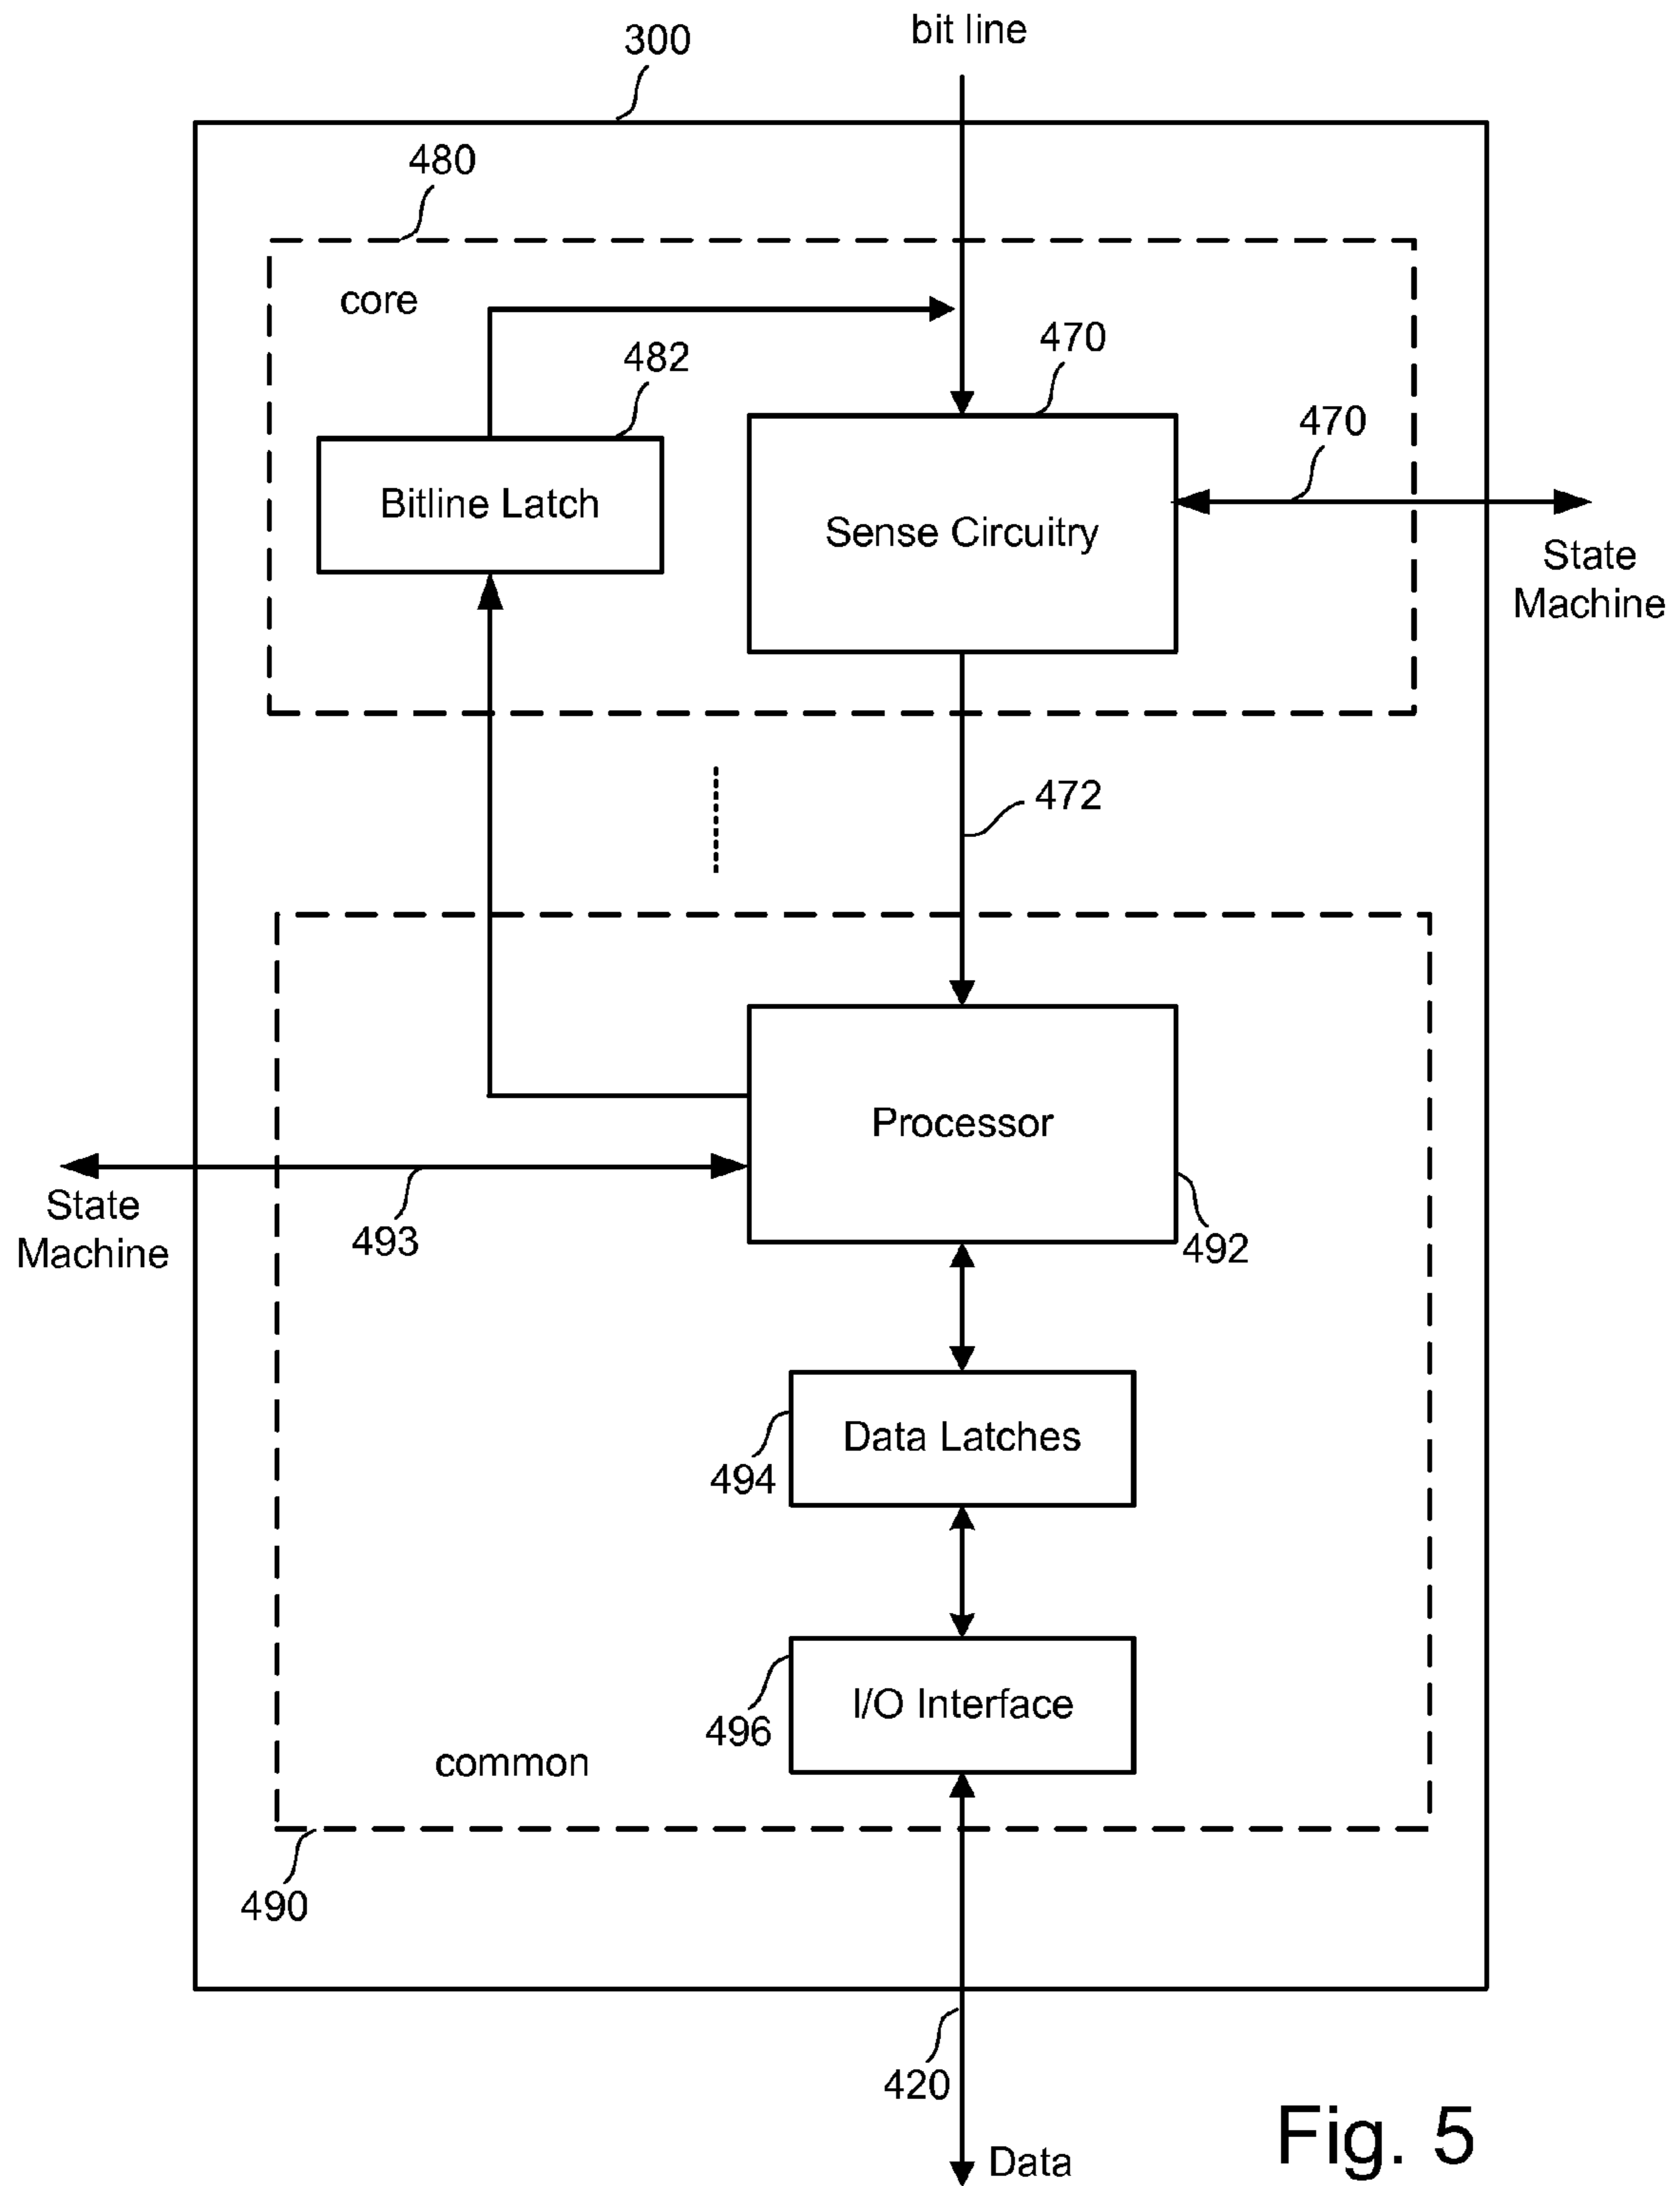 bit line
300
480
core
482
470
470
Bitline Latch
Sense Circuitry
State
Machine
472
Processor
State
Machine
493
492
Data Latches
494
I/O Interface
496
common
490
420
Data
Fig. 5